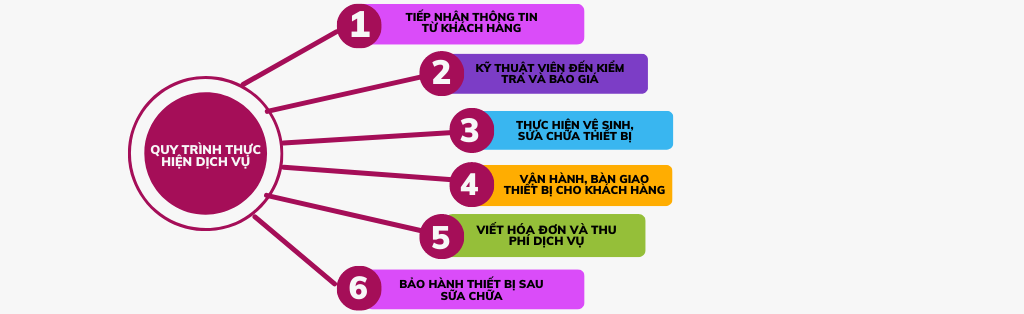 QUY TRÌNH THỰC
HIỆN DỊCH VỤ
1
TIẾP NHẬN THÔNG TIN
TỪ KHÁCH HÀNG
2
KỸ THUẬT VIÊN ĐẾN KIỂM
TRA VÀ BÁO GIÁ
3
THỰC HIỆN VỆ SINH,
SỬA CHỮA THIẾT BỊ
4
VẬN HÀNH, BÀN GIAO
THIẾT BỊ CHO KHÁCH HÀNG
5
VIẾT HÓA ĐƠN VÀ THU
PHÍ DỊCH VỤ
6
BẢO HÀNH THIẾT BỊ SAU
SỮA CHỮA